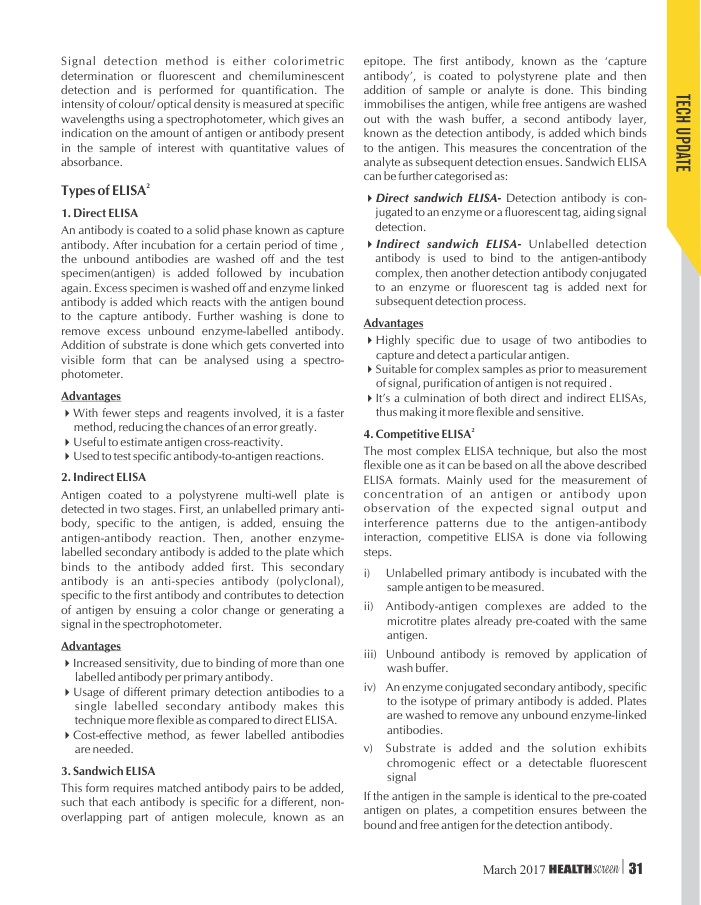 Signal detection method is either colorimetric
determination or fluorescent and chemiluminescent
detection and is performed for quantification. The
intensity of colour/ optical density is measured at specific
wavelengths using a spectrophotometer, which gives an
indication on the amount of antigen or antibody present
in the sample of interest with quantitative values of
absorbance.
Types of ELISA2
1. Direct ELISA
An antibody is coated to a solid phase known as capture
antibody. After incubation for a certain period of time ,
the unbound antibodies are washed off and the test
specimen(antigen) is added followed by incubation
again. Excess specimen is washed off and enzyme linked
antibody is added which reacts with the antigen bound
to the capture antibody. Further washing is done to
remove excess unbound enzyme-labelled antibody.
Addition of substrate is done which gets converted into
visible form that can be analysed using a spectro-
photometer.
Advantages
With fewer steps and reagents involved, it is a faster
method, reducing the chances of an error greatly.
Useful to estimate antigen cross-reactivity.
Used to test specific antibody-to-antigen reactions.
2. Indirect ELISA
Antigen coated to a polystyrene multi-well plate is
detected in two stages. First, an unlabelled primary anti-
body, specific to the antigen, is added, ensuing the
antigen-antibody reaction. Then, another enzyme-
labelled secondary antibody is added to the plate which
binds to the antibody added first. This secondary
antibody is an anti-species antibody (polyclonal),
specific to the first antibody and contributes to detection
of antigen by ensuing a color change or generating a
signal in the spectrophotometer.
Advantages
Increased sensitivity, due to binding of more than one
labelled antibody per primary antibody.
Usage of different primary detection antibodies to a
single labelled secondary antibody makes this
technique more flexible as compared to direct ELISA.
Cost-effective method, as fewer labelled antibodies
are needed.
3. Sandwich ELISA
This form requires matched antibody pairs to be added,
such that each antibody is specific for a different, non-
overlapping part of antigen molecule, known as an
epitope. The first antibody, known as the ‘capture
antibody’, is coated to polystyrene plate and then
addition of sample or analyte is done. This binding
immobilises the antigen, while free antigens are washed
out with the wash buffer, a second antibody layer,
known as the detection antibody, is added which binds
to the antigen. This measures the concentration of the
analyte as subsequent detection ensues. Sandwich ELISA
can be further categorised as:
Direct sandwich ELISA- Detection antibody is con-
jugated to an enzyme or a fluorescent tag, aiding signal
detection.
Indirect sandwich ELISA- Unlabelled detection
antibody is used to bind to the antigen-antibody
complex, then another detection antibody conjugated
to an enzyme or fluorescent tag is added next for
subsequent detection process.
Advantages
Highly specific due to usage of two antibodies to
capture and detect a particular antigen.
Suitable for complex samples as prior to measurement
of signal, purification of antigen is not required .
It’s a culmination of both direct and indirect ELISAs,
thus making it more flexible and sensitive.
4. Competitive ELISA2
The most complex ELISA technique, but also the most
flexible one as it can be based on all the above described
ELISA formats. Mainly used for the measurement of
concentration of an antigen or antibody upon
observation of the expected signal output and
interference patterns due to the antigen-antibody
interaction, competitive ELISA is done via following
steps.
i) Unlabelled primary antibody is incubated with the
sample antigen to be measured.
ii) Antibody-antigen complexes are added to the
microtitre plates already pre-coated with the same
antigen.
iii) Unbound antibody is removed by application of
wash buffer.
iv) An enzyme conjugated secondary antibody, specific
to the isotype of primary antibody is added. Plates
are washed to remove any unbound enzyme-linked
antibodies.
v) Substrate is added and the solution exhibits
chromogenic effect or a detectable fluorescent
signal
If the antigen in the sample is identical to the pre-coated
antigen on plates, a competition ensures between the
bound and free antigen for the detection antibody.
TECH UPDATE
March 2017 HEALTHscreen | 31